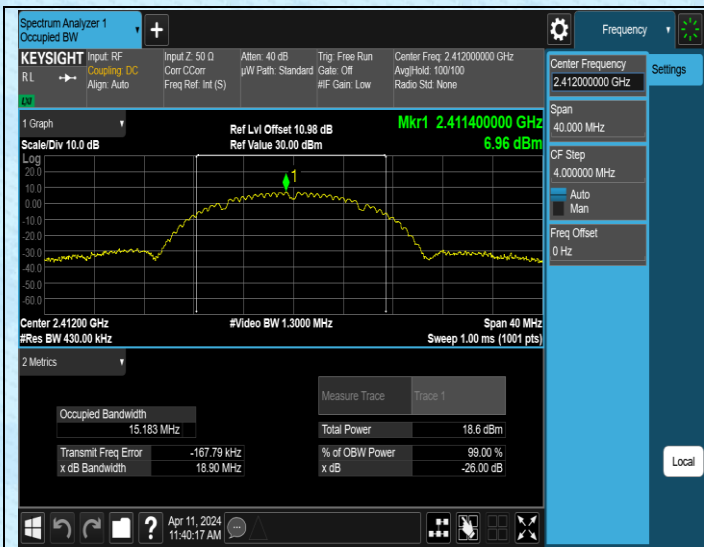 Spectrum Analyzer 1
Occupied BW
+
Frequency
KEYSIGHT
Input: RF
Input Z: 50 Ω
Atten: 40 dB
Trig: Free Run
Center Freq: 2.412000000 GHz
RL
Coupling: DC
Corr CCorr
µW Path: Standard
Gate: Off
Avg|Hold: 100/100
Align: Auto
Freq Ref: Int (S)
#IF Gain: Low
Radio Std: None
1 Graph
Ref Lvl Offset 10.98 dB
Mkr1 2.411400000 GHz
Scale/Div 10.0 dB
Ref Value 30.00 dBm
6.96 dBm
Log
20.0
10.0
0.00
-10.0
-20.0
-30.0
-40.0
-50.0
-60.0
1
Center 2.41200 GHz
#Video BW 1.3000 MHz
Span 40 MHz
#Res BW 430.00 kHz
Sweep 1.00 ms (1001 pts)
2 Metrics
Measure Trace
Trace 1
Occupied Bandwidth
15.183 MHz
Total Power
18.6 dBm
Transmit Freq Error
-167.79 kHz
% of OBW Power
99.00 %
x dB Bandwidth
18.90 MHz
x dB
-26.00 dB
?
Apr 11, 2024
11:40:17 AM
Center Frequency
2.412000000 GHz
Settings
Span
40.000 MHz
CF Step
4.000000 MHz
Auto
Man
Freq Offset
0 Hz
Local